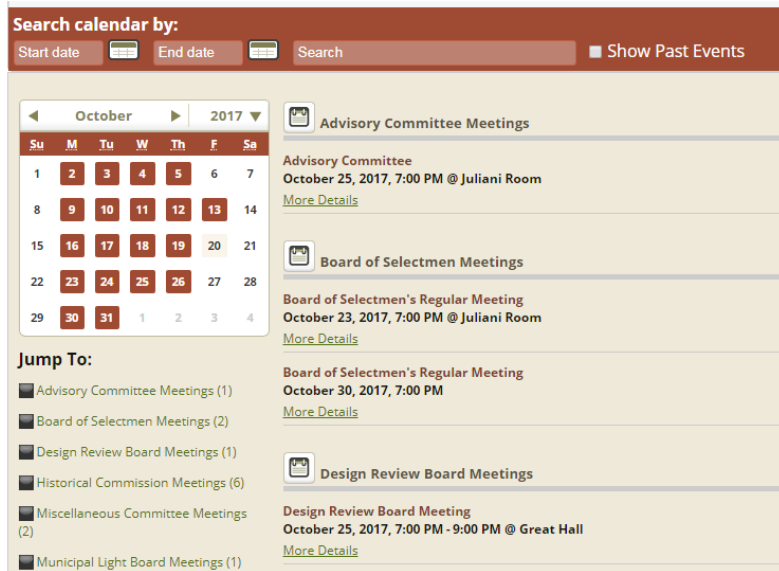 Search calendar by:
Start date End date Search Show Past Events
October 2017
Su M Tu W Th F Sa
1 2 3 4 5 6 7
8 9 10 11 12 13 14
15 16 17 18 19 20 21
22 23 24 25 26 27 28
29 30 31 1 2 3 4
Jump To:
Advisory Committee Meetings (1)
Board of Selectmen Meetings (2)
Design Review Board Meetings (1)
Historical Commission Meetings (6)
Miscellaneous Committee Meetings
(2)
Municipal Light Board Meetings (1)
Advisory Committee Meetings
Advisory Committee
October 25, 2017, 7:00 PM @ Juliani Room
More Details
Board of Selectmen Meetings
Board of Selectmen's Regular Meeting
October 23, 2017, 7:00 PM @ Juliani Room
More Details
Board of Selectmen's Regular Meeting
October 30, 2017, 7:00 PM
More Details
Design Review Board Meetings
Design Review Board Meeting
October 25, 2017, 7:00 PM - 9:00 PM @ Great Hall
More Details